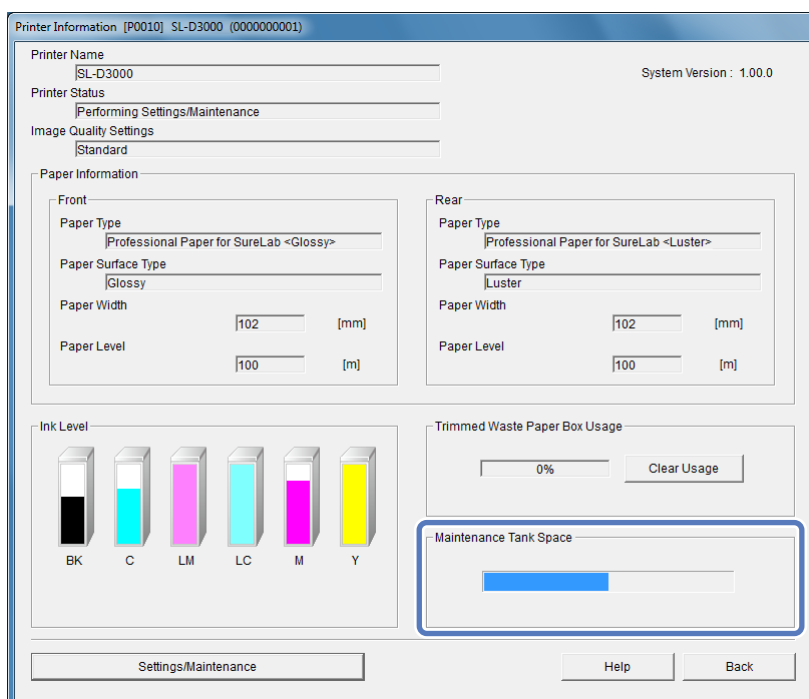 Printer Information [P0010] SL-D3000 (0000000001)
Printer Name
SL-D3000
System Version : 1.00.0
Printer Status
Performing Settings/Maintenance
Image Quality Settings
Standard
Paper Information
Front
Paper Type
Professional Paper for SureLab <Glossy>
Paper Surface Type
Glossy
Paper Width
102 [mm]
Paper Level
100 [m]
Rear
Paper Type
Professional Paper for SureLab <Luster>
Paper Surface Type
Luster
Paper Width
102 [mm]
Paper Level
100 [m]
Ink Level
BK C LM LC M Y
Trimmed Waste Paper Box Usage
0% Clear Usage
Maintenance Tank Space
Settings/Maintenance Help Back